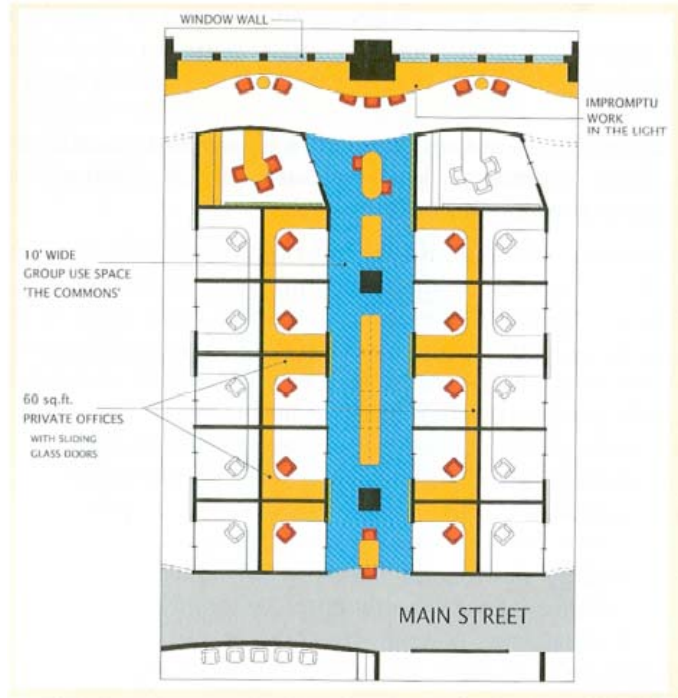 WINDOW WALL
IMPROMPTU
WORK
IN THE LIGHT
10' WIDE
GROUP USE SPACE
'THE COMMONS'
60 sq.ft.
PRIVATE OFFICES
WITH SLIDING
GLASS DOORS
MAIN STREET